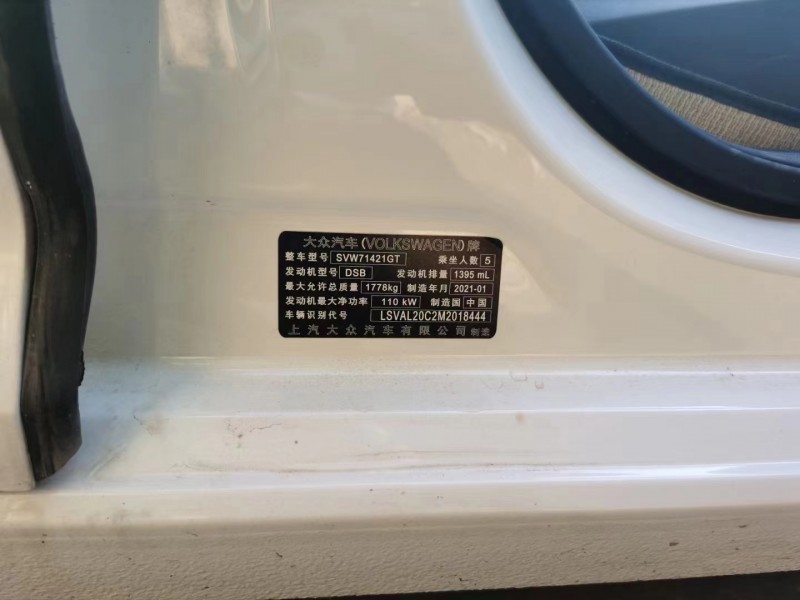 大众汽车(VOLKSWAGEN)牌
整车型号 SVW71421GT 乘坐人数 5
发动机型号 DSB 发动机排量 1395 mL
最大允许总质量 1778kg 制造年月 2021-01
发动机最大净功率 110 kW 制造国 中国
车辆识别代号 LSVAL20C2M2018444
上汽大众汽车有限公司 制造